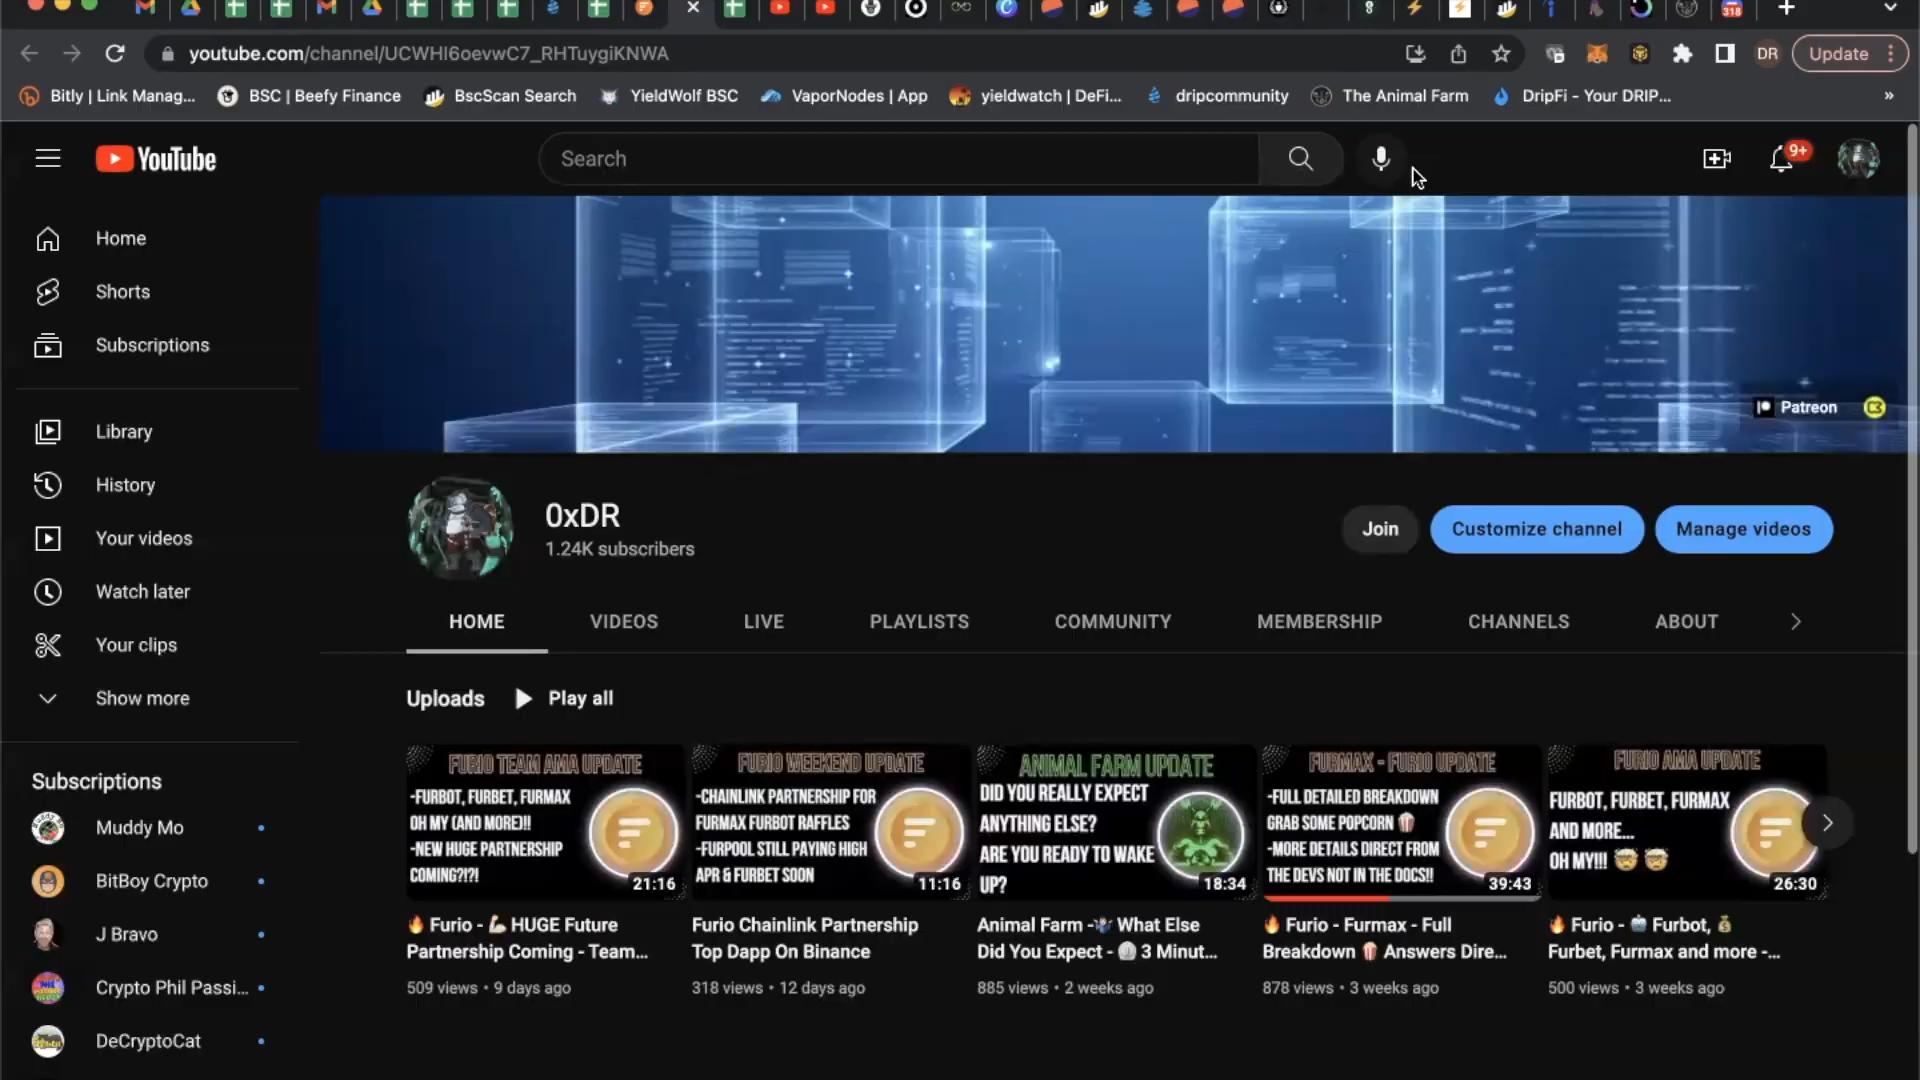 318
youtube.com/channel/UCWHI6oevwC7_RHTuygiKNWA
DR
Update
Bitly | Link Manag...
BSC | Beefy Finance
BscScan Search
YieldWolf BSC
VaporNodes | App
yieldwatch | DeFi...
dripcommunity
The Animal Farm
DripFi - Your DRIP...
»
YouTube
Search
9+
Home
Shorts
Subscriptions
Library
History
Your videos
Watch later
Your clips
Show more
Subscriptions
Muddy Mo
BitBoy Crypto
J Bravo
Crypto Phil Passi...
DeCryptoCat
Patreon
0xDR
1.24K subscribers
Join
Customize channel
Manage videos
HOME
VIDEOS
LIVE
PLAYLISTS
COMMUNITY
MEMBERSHIP
CHANNELS
ABOUT
Uploads
Play all
FURIO TEAM AMA UPDATE
-FURBOT, FURBET, FURMAX
OH MY (AND MORE)!!
-NEW HUGE PARTNERSHIP
COMING?!?!
21:16
🔥 Furio - 💪 HUGE Future
Partnership Coming - Team...
509 views • 9 days ago
FURIO WEEKEND UPDATE
-CHAINLINK PARTNERSHIP FOR
FURMAX FURBOT RAFFLES
-FURPOOL STILL PAYING HIGH
APR & FURBET SOON
11:16
Furio Chainlink Partnership
Top Dapp On Binance
318 views • 12 days ago
ANIMAL FARM UPDATE
DID YOU REALLY EXPECT
ANYTHING ELSE?
ARE YOU READY TO WAKE
UP?
18:34
Animal Farm -🤷 What Else
Did You Expect - 3 Minut...
885 views • 2 weeks ago
FURMAX - FURIO UPDATE
-FULL DETAILED BREAKDOWN
GRAB SOME POPCORN 🍿
-MORE DETAILS DIRECT FROM
THE DEVS NOT IN THE DOCS!!
39:43
🔥 Furio - Furmax - Full
Breakdown 🍿 Answers Dire...
878 views • 3 weeks ago
FURIO AMA UPDATE
FURBOT, FURBET, FURMAX
AND MORE...
OH MY!!! 🤯 🤯
26:30
🔥 Furio - 🤖 Furbot, 💰
Furbet, Furmax and more -...
500 views • 3 weeks ago